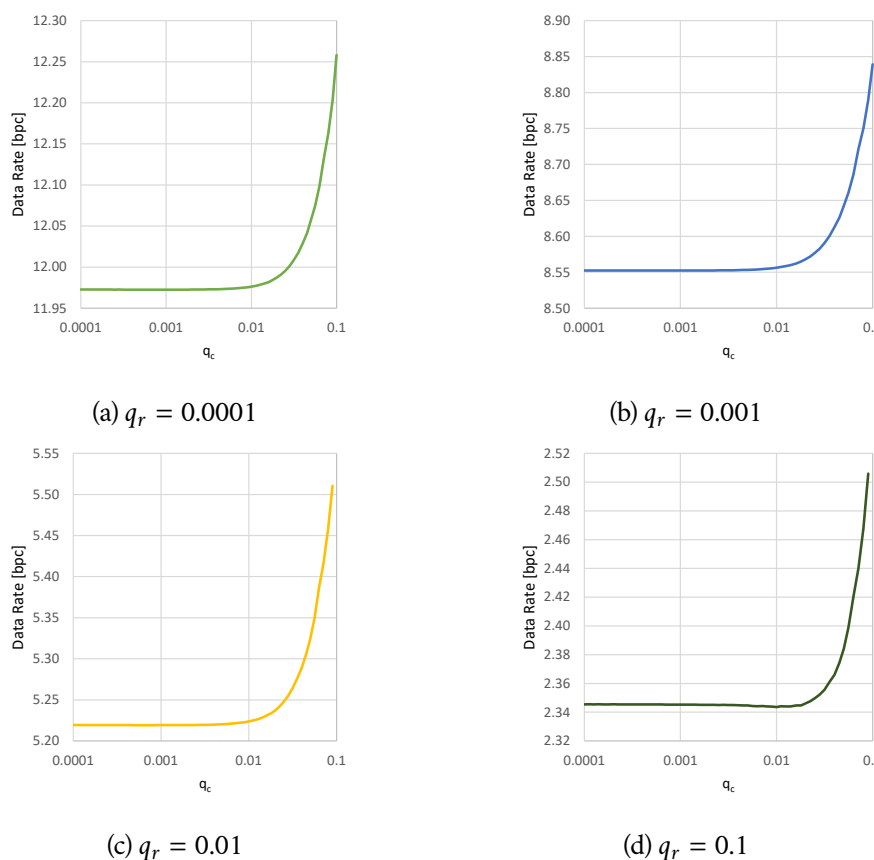 12.30
12.25
12.20
12.15
12.10
12.05
12.00
11.95
Data Rate [bpc]
0.0001 0.001 0.01 0.1
q_c
(a) q_r = 0.0001
8.90
8.85
8.80
8.75
8.70
8.65
8.60
8.55
8.50
Data Rate [bpc]
0.0001 0.001 0.01 0.
q_c
(b) q_r = 0.001
5.55
5.50
5.45
5.40
5.35
5.30
5.25
5.20
Data Rate [bpc]
0.0001 0.001 0.01 0.1
q_c
(c) q_r = 0.01
2.52
2.50
2.48
2.46
2.44
2.42
2.40
2.38
2.36
2.34
2.32
Data Rate [bpc]
0.0001 0.001 0.01 0.
q_c
(d) q_r = 0.1